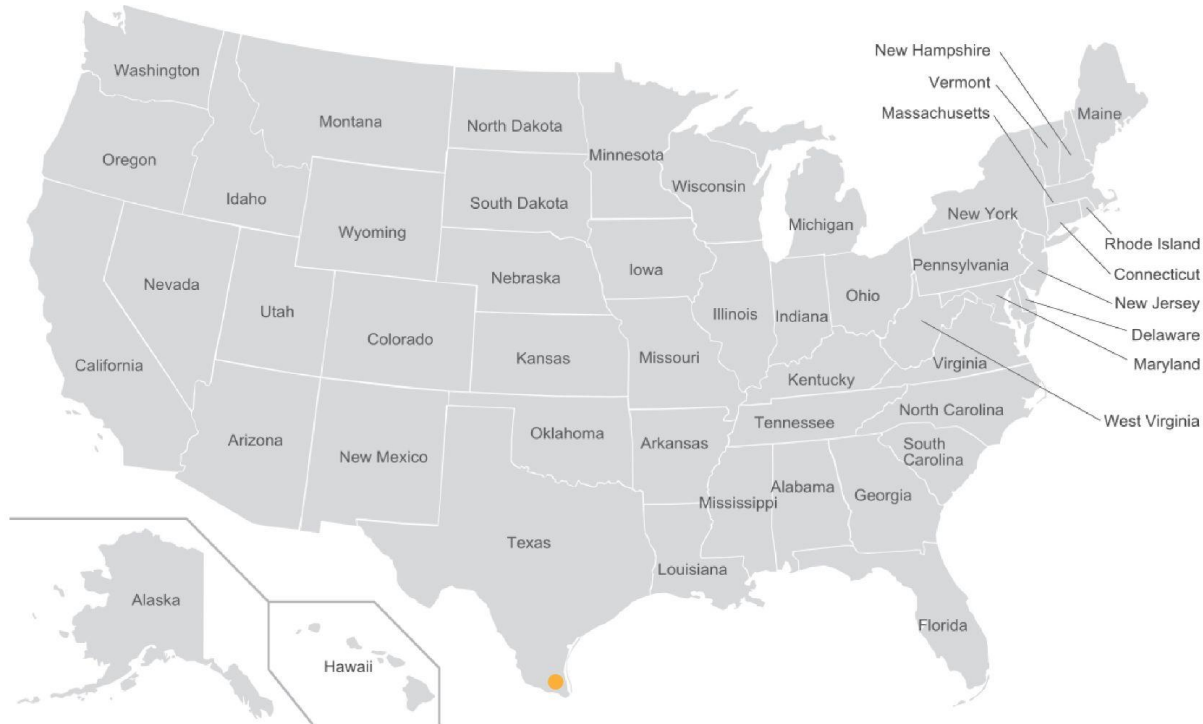 New Hampshire
Vermont
Massachusetts
Washington
Montana
North Dakota
Minnesota
Maine
Oregon
Idaho
South Dakota
Wisconsin
Michigan
New York
Wyoming
Rhode Island
Nebraska
Iowa
Pennsylvania
Connecticut
Nevada
Utah
Colorado
Illinois
Indiana
Ohio
New Jersey
Delaware
California
Kansas
Missouri
Kentucky
Virginia
Maryland
Arizona
New Mexico
Oklahoma
Arkansas
Tennessee
North Carolina
West Virginia
South
Carolina
Mississippi
Alabama
Georgia
Texas
Louisiana
Alaska
Hawaii
Florida